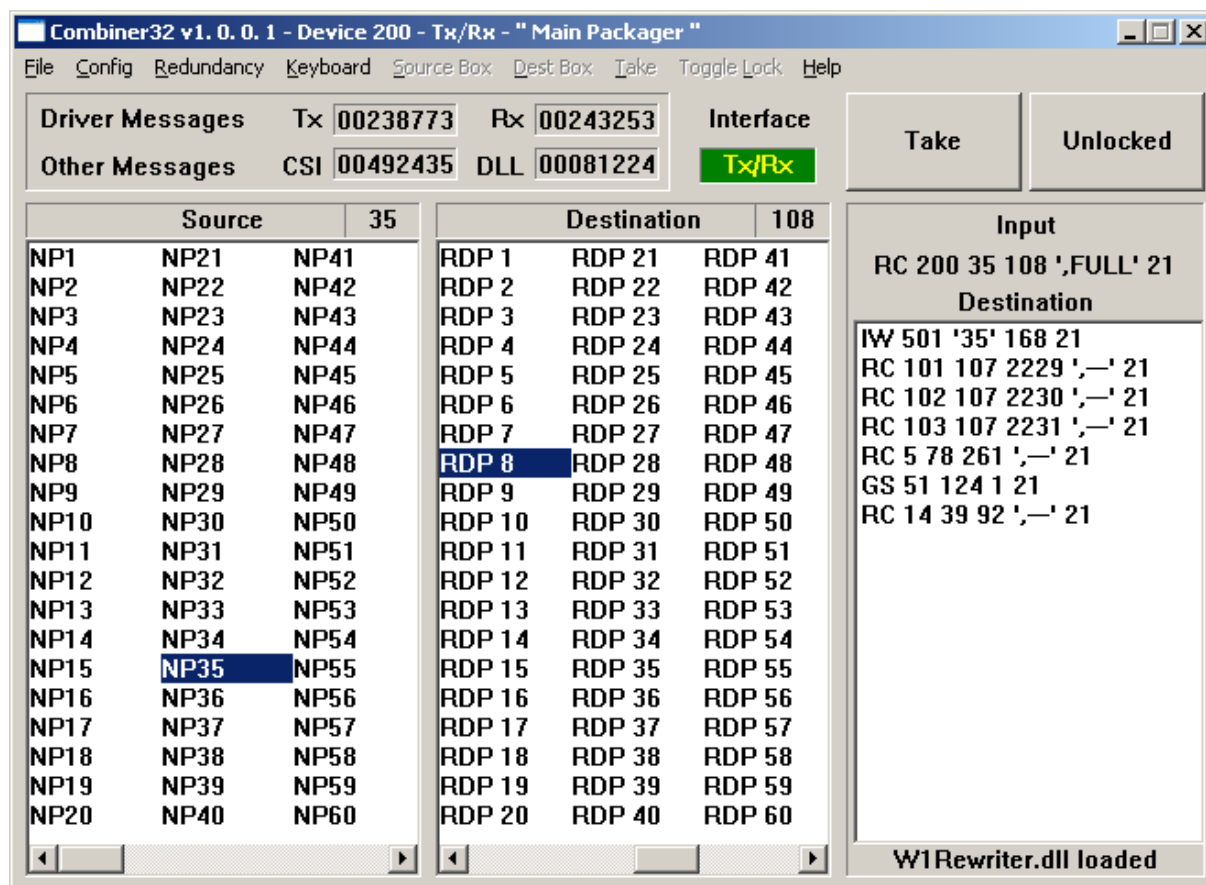 Combiner32 v1. 0. 0. 1 - Device 200 - Tx/Rx - " Main Packager "
File Config Redundancy Keyboard Source Box Dest Box Take Toggle Lock Help
Driver Messages Tx 00238773 Rx 00243253 Interface
Other Messages CSI 00492435 DLL 00081224 Tx/Rx
Take Unlocked
Source 35 Destination 108
NP1 NP21 NP41 RDP 1 RDP 21 RDP 41
NP2 NP22 NP42 RDP 2 RDP 22 RDP 42
NP3 NP23 NP43 RDP 3 RDP 23 RDP 43
NP4 NP24 NP44 RDP 4 RDP 24 RDP 44
NP5 NP25 NP45 RDP 5 RDP 25 RDP 45
NP6 NP26 NP46 RDP 6 RDP 26 RDP 46
NP7 NP27 NP47 RDP 7 RDP 27 RDP 47
NP8 NP28 NP48 RDP 8 RDP 28 RDP 48
NP9 NP29 NP49 RDP 9 RDP 29 RDP 49
NP10 NP30 NP50 RDP 10 RDP 30 RDP 50
NP11 NP31 NP51 RDP 11 RDP 31 RDP 51
NP12 NP32 NP52 RDP 12 RDP 32 RDP 52
NP13 NP33 NP53 RDP 13 RDP 33 RDP 53
NP14 NP34 NP54 RDP 14 RDP 34 RDP 54
NP15 NP35 NP55 RDP 15 RDP 35 RDP 55
NP16 NP36 NP56 RDP 16 RDP 36 RDP 56
NP17 NP37 NP57 RDP 17 RDP 37 RDP 57
NP18 NP38 NP58 RDP 18 RDP 38 RDP 58
NP19 NP39 NP59 RDP 19 RDP 39 RDP 59
NP20 NP40 NP60 RDP 20 RDP 40 RDP 60
Input
RC 200 35 108 ',FULL' 21
Destination
IW 501 '35' 168 21
RC 101 107 2229 ',—' 21
RC 102 107 2230 ',—' 21
RC 103 107 2231 ',—' 21
RC 5 78 261 ',—' 21
GS 51 124 1 21
RC 14 39 92 ',—' 21
W1Rewriter.dll loaded